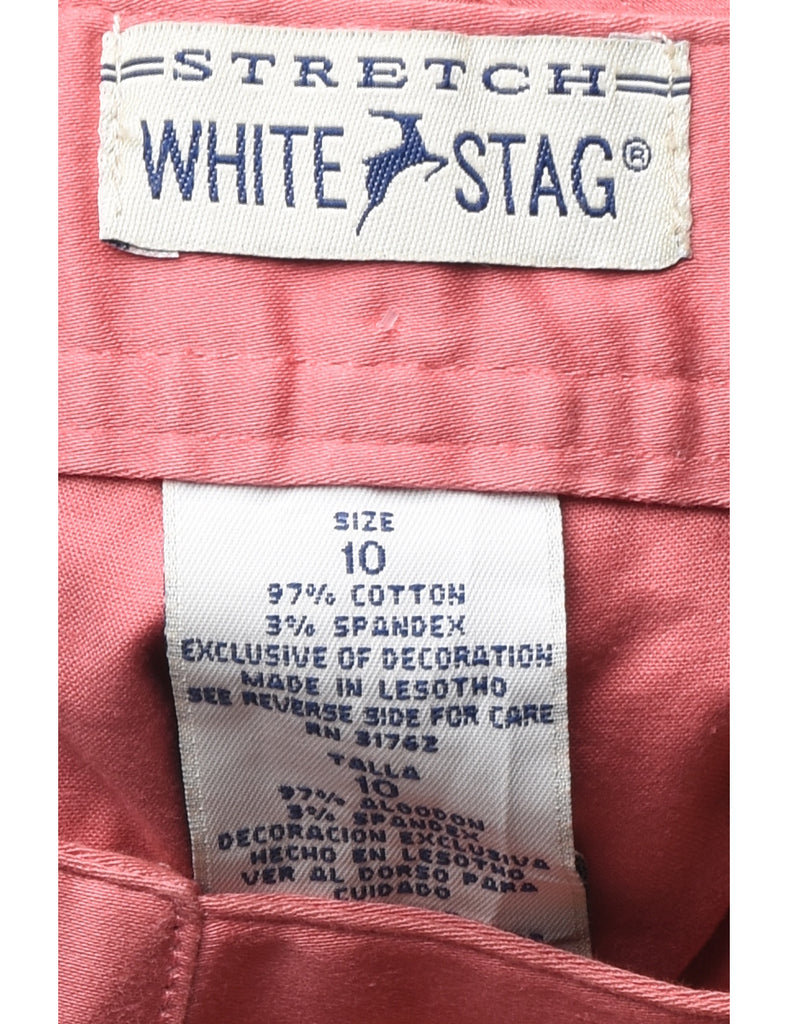 STRETCH
WHITE STAG®
SIZE
10
97% COTTON
3% SPANDEX
EXCLUSIVE OF DECORATION
MADE IN LESOTHO
SEE REVERSE SIDE FOR CARE
RN 31762
TALLA
10
97% ALGODON
3% SPANDEX
DECORACION EXCLUSIVA
HECHO EN LESOTHO
VER AL DORSO PARA
CUIDADO